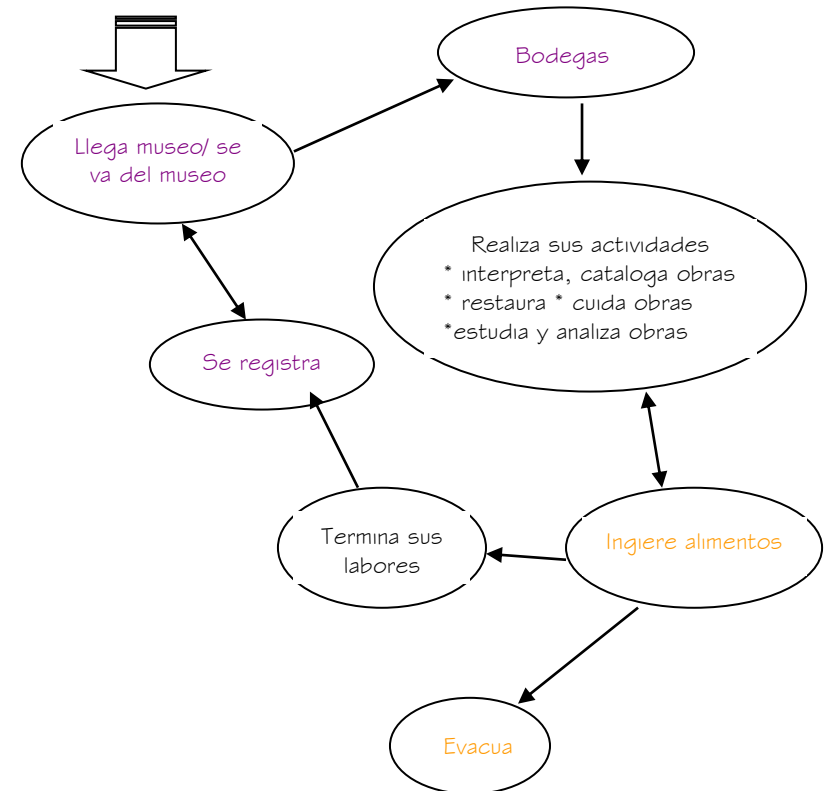 Bodegas
Llega museo/ se
va del museo
Realiza sus actividades
* interpreta, cataloga obras
* restaura * cuida obras
*estudia y analiza obras
Se registra
Termina sus
labores
Ingiere alimentos
Evacua